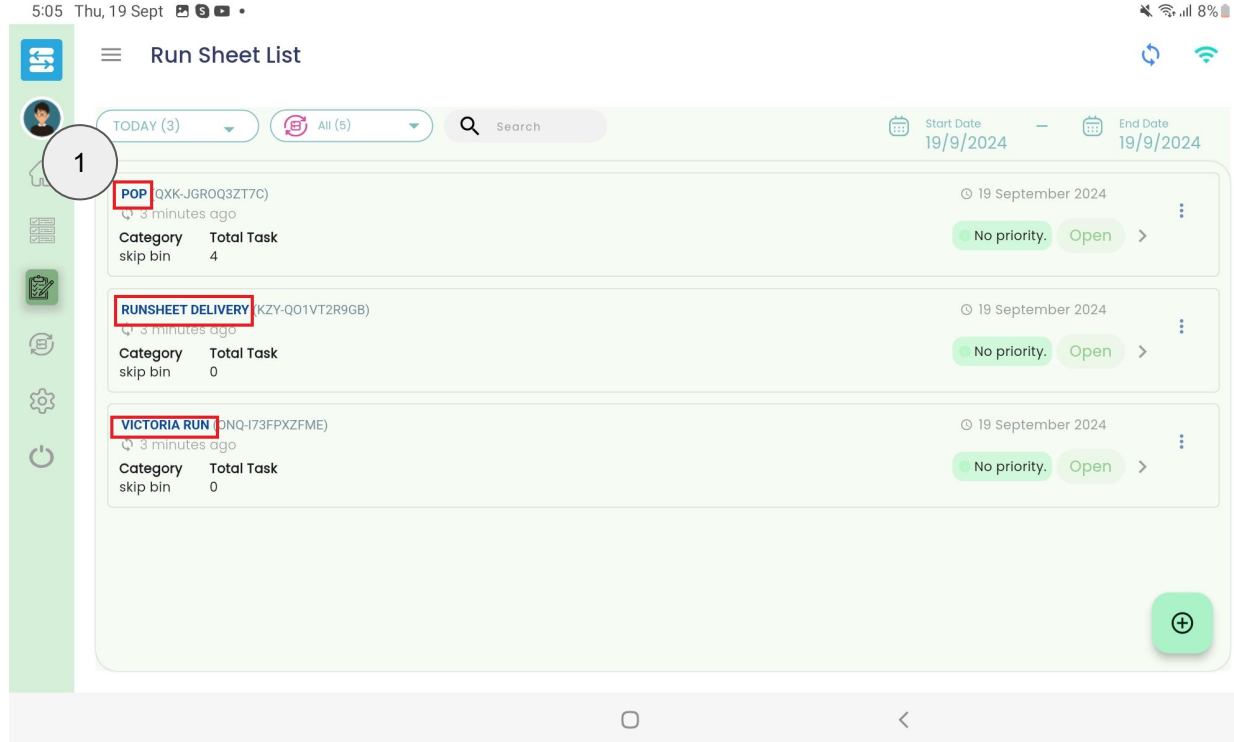 5:05 Thu, 19 Sept 8%
Run Sheet List
TODAY (3) All (5) Search Start Date – End Date
19/9/2024 19/9/2024
1
POP (QXK-JGROQ3ZT7C) 19 September 2024
3 minutes ago
Category Total Task No priority. Open
skip bin 4
RUNSHEET DELIVERY (KZY-QO1VT2R9GB) 19 September 2024
3 minutes ago
Category Total Task No priority. Open
skip bin 0
VICTORIA RUN (ONQ-I73FPXZFME) 19 September 2024
3 minutes ago
Category Total Task No priority. Open
skip bin 0